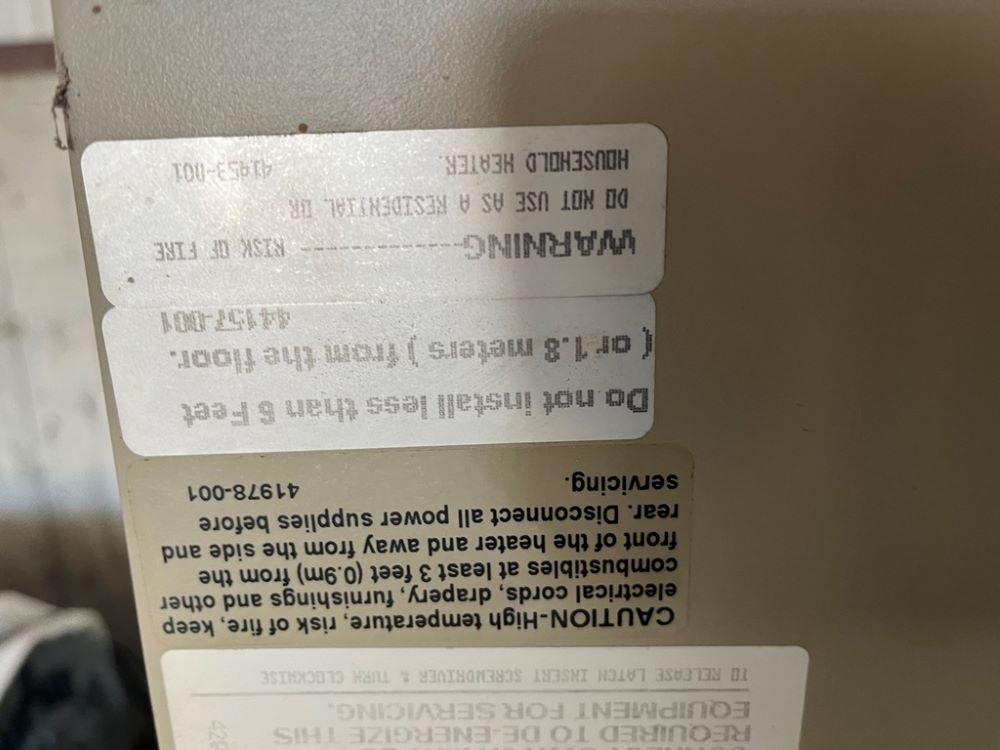 REQUIRED TO DE-ENERGIZE THIS
EQUIPMENT FOR SERVICING.
TO RELEASE LATCH INSERT SCREWDRIVER & TURN CLOCKWISE
CAUTION-High temperature, risk of fire, keep
electrical cords, drapery, furnishings and other
combustibles at least 3 feet (0.9m) from the
front of the heater and away from the side and
rear. Disconnect all power supplies before
servicing. 41978-001
Do not install less than 6 Feet
( or 1.8 meters ) from the floor.
44157-001
WARNING-------------- RISK OF FIRE
DO NOT USE AS A RESIDENTIAL OR
HOUSEHOLD HEATER. 41453-001